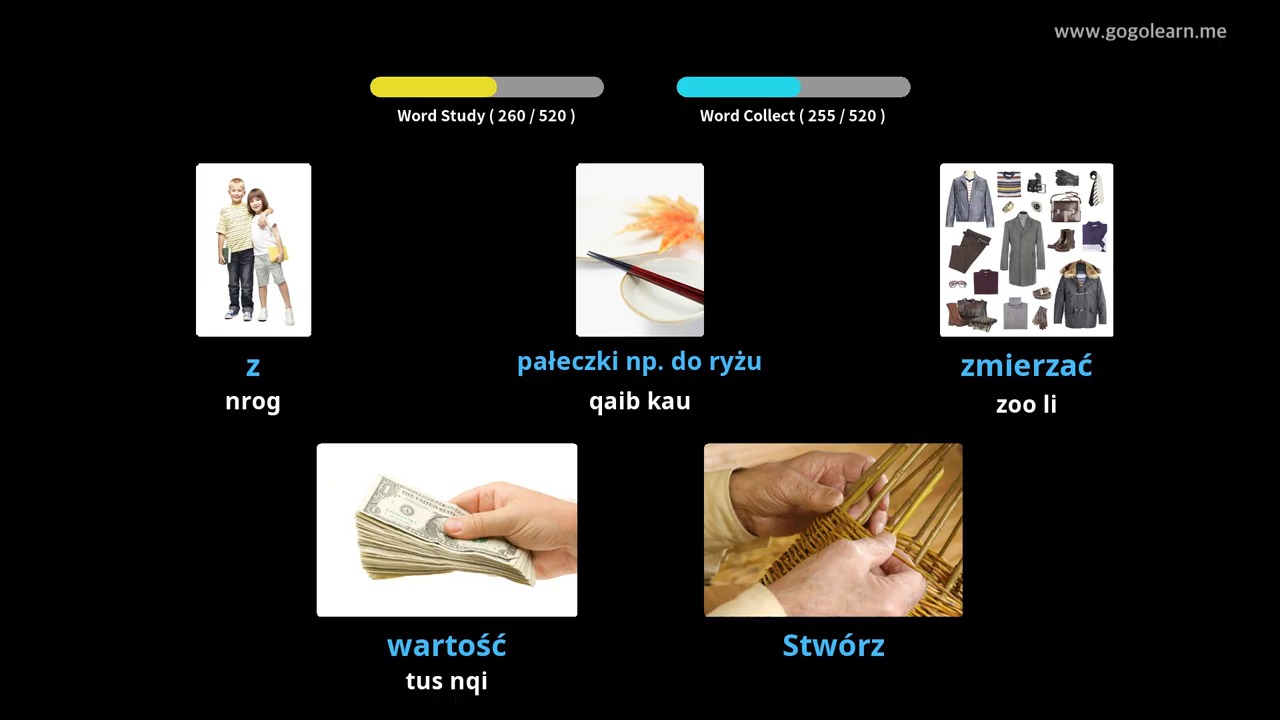 www.gogolearn.me
Word Study ( 260 / 520 )
Word Collect ( 255 / 520 )
z
nrog
pałeczki np. do ryżu
qaib kau
zmierzać
zoo li
wartość
tus nqi
Stwórz